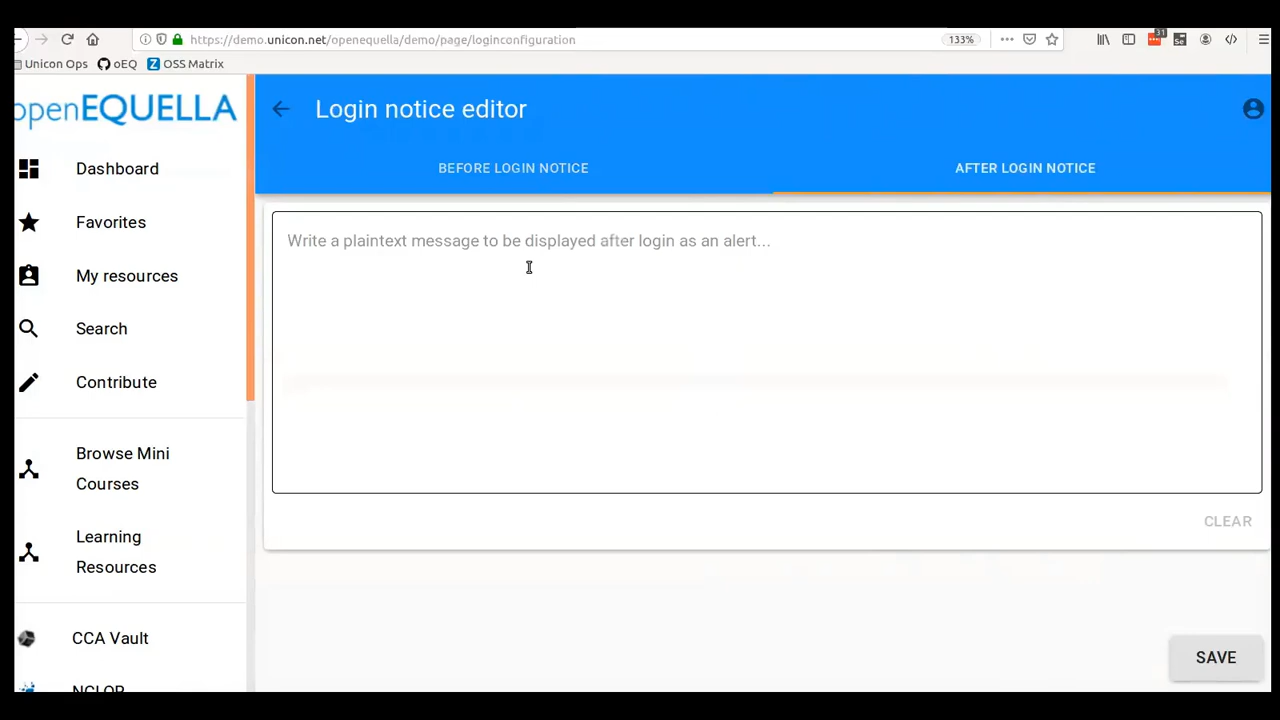 https://demo.unicon.net/openequella/demo/page/loginconfiguration
133%
31
Unicon Ops
oEQ
Z OSS Matrix
openEQUELLA
Login notice editor
BEFORE LOGIN NOTICE
AFTER LOGIN NOTICE
Dashboard
Favorites
My resources
Search
Contribute
Browse Mini
Courses
Learning
Resources
CCA Vault
NCLOR
Write a plaintext message to be displayed after login as an alert...
CLEAR
SAVE